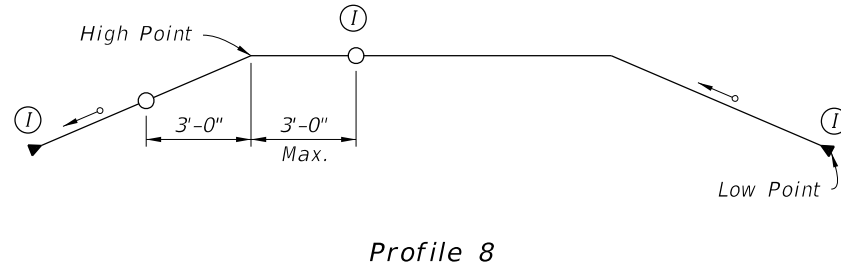 I
High Point
I
3'-0"
3'-0"
Max.
I
Low Point
Profile 8